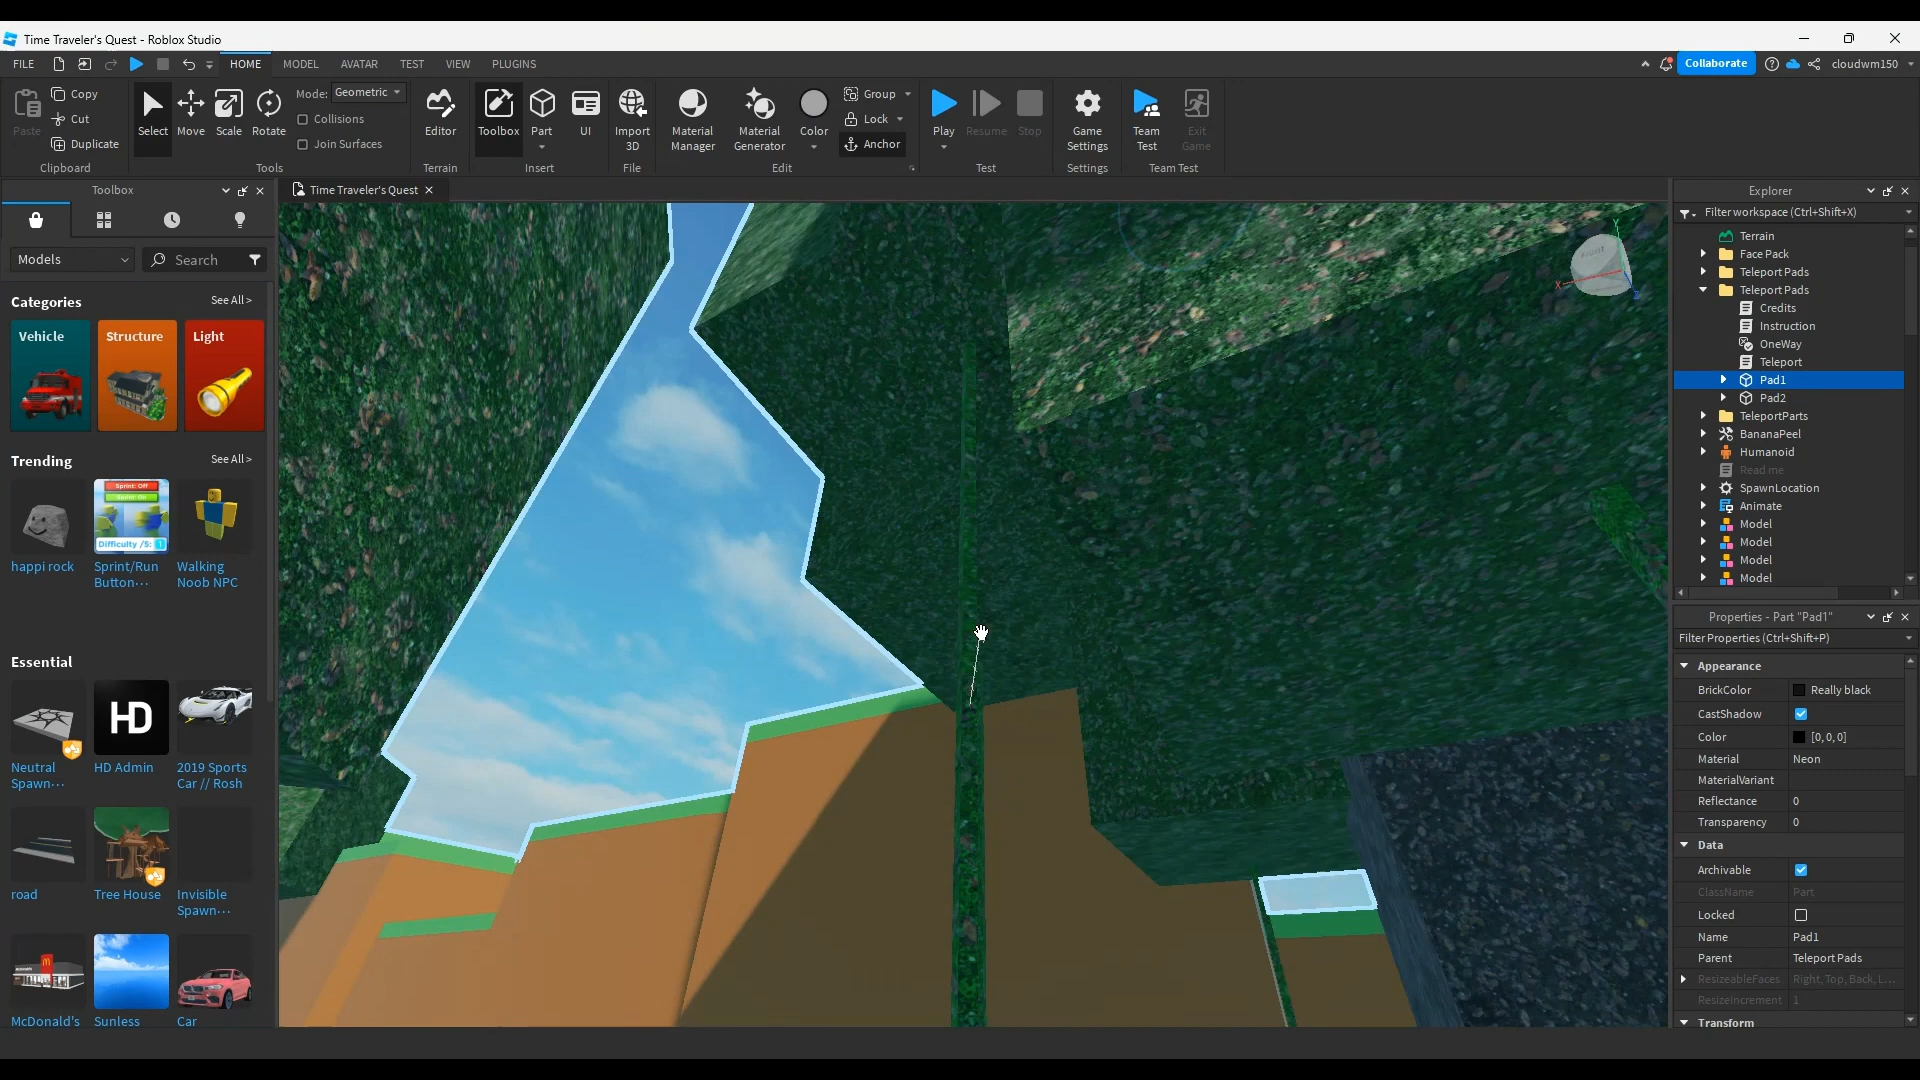 Time Traveler's Quest - Roblox Studio
FILE
HOME
MODEL
AVATAR
TEST
VIEW
PLUGINS
Collaborate
cloudwm150
Paste
Copy
Cut
Duplicate
Clipboard
Select
Move
Scale
Rotate
Mode:
Geometric
Collisions
Join Surfaces
Tools
Editor
Terrain
Toolbox
Part
UI
Insert
Import
3D
File
Material
Manager
Material
Generator
Color
Group
Lock
Anchor
Edit
Play
Resume
Stop
Test
Game
Settings
Settings
Team
Test
Exit
Game
Team Test
Toolbox
Models
Search
Categories
See All >
Vehicle
Structure
Light
Trending
See All >
Sprint: Off
Sprint: On
Difficulty /5: 1
happi rock
Sprint/Run
Button...
Walking
Noob NPC
Essential
HD
Neutral
Spawn...
HD Admin
2019 Sports
Car // Rosh
road
Tree House
Invisible
Spawn...
McDonald's
Sunless
Car
Time Traveler's Quest
X
Y
Explorer
Filter workspace (Ctrl+Shift+X)
Terrain
Face Pack
Teleport Pads
Teleport Pads
Credits
Instruction
OneWay
Teleport
Pad1
Pad2
TeleportParts
BananaPeel
Humanoid
Read me
SpawnLocation
Animate
Model
Model
Model
Model
Properties - Part "Pad1"
Filter Properties (Ctrl+Shift+P)
Appearance
BrickColor
Really black
CastShadow
Color
[0, 0, 0]
Material
Neon
MaterialVariant
Reflectance
0
Transparency
0
Data
Archivable
ClassName
Part
Locked
Name
Pad1
Parent
Teleport Pads
ResizeableFaces
Right, Top, Back, L...
ResizeIncrement
1
Transform